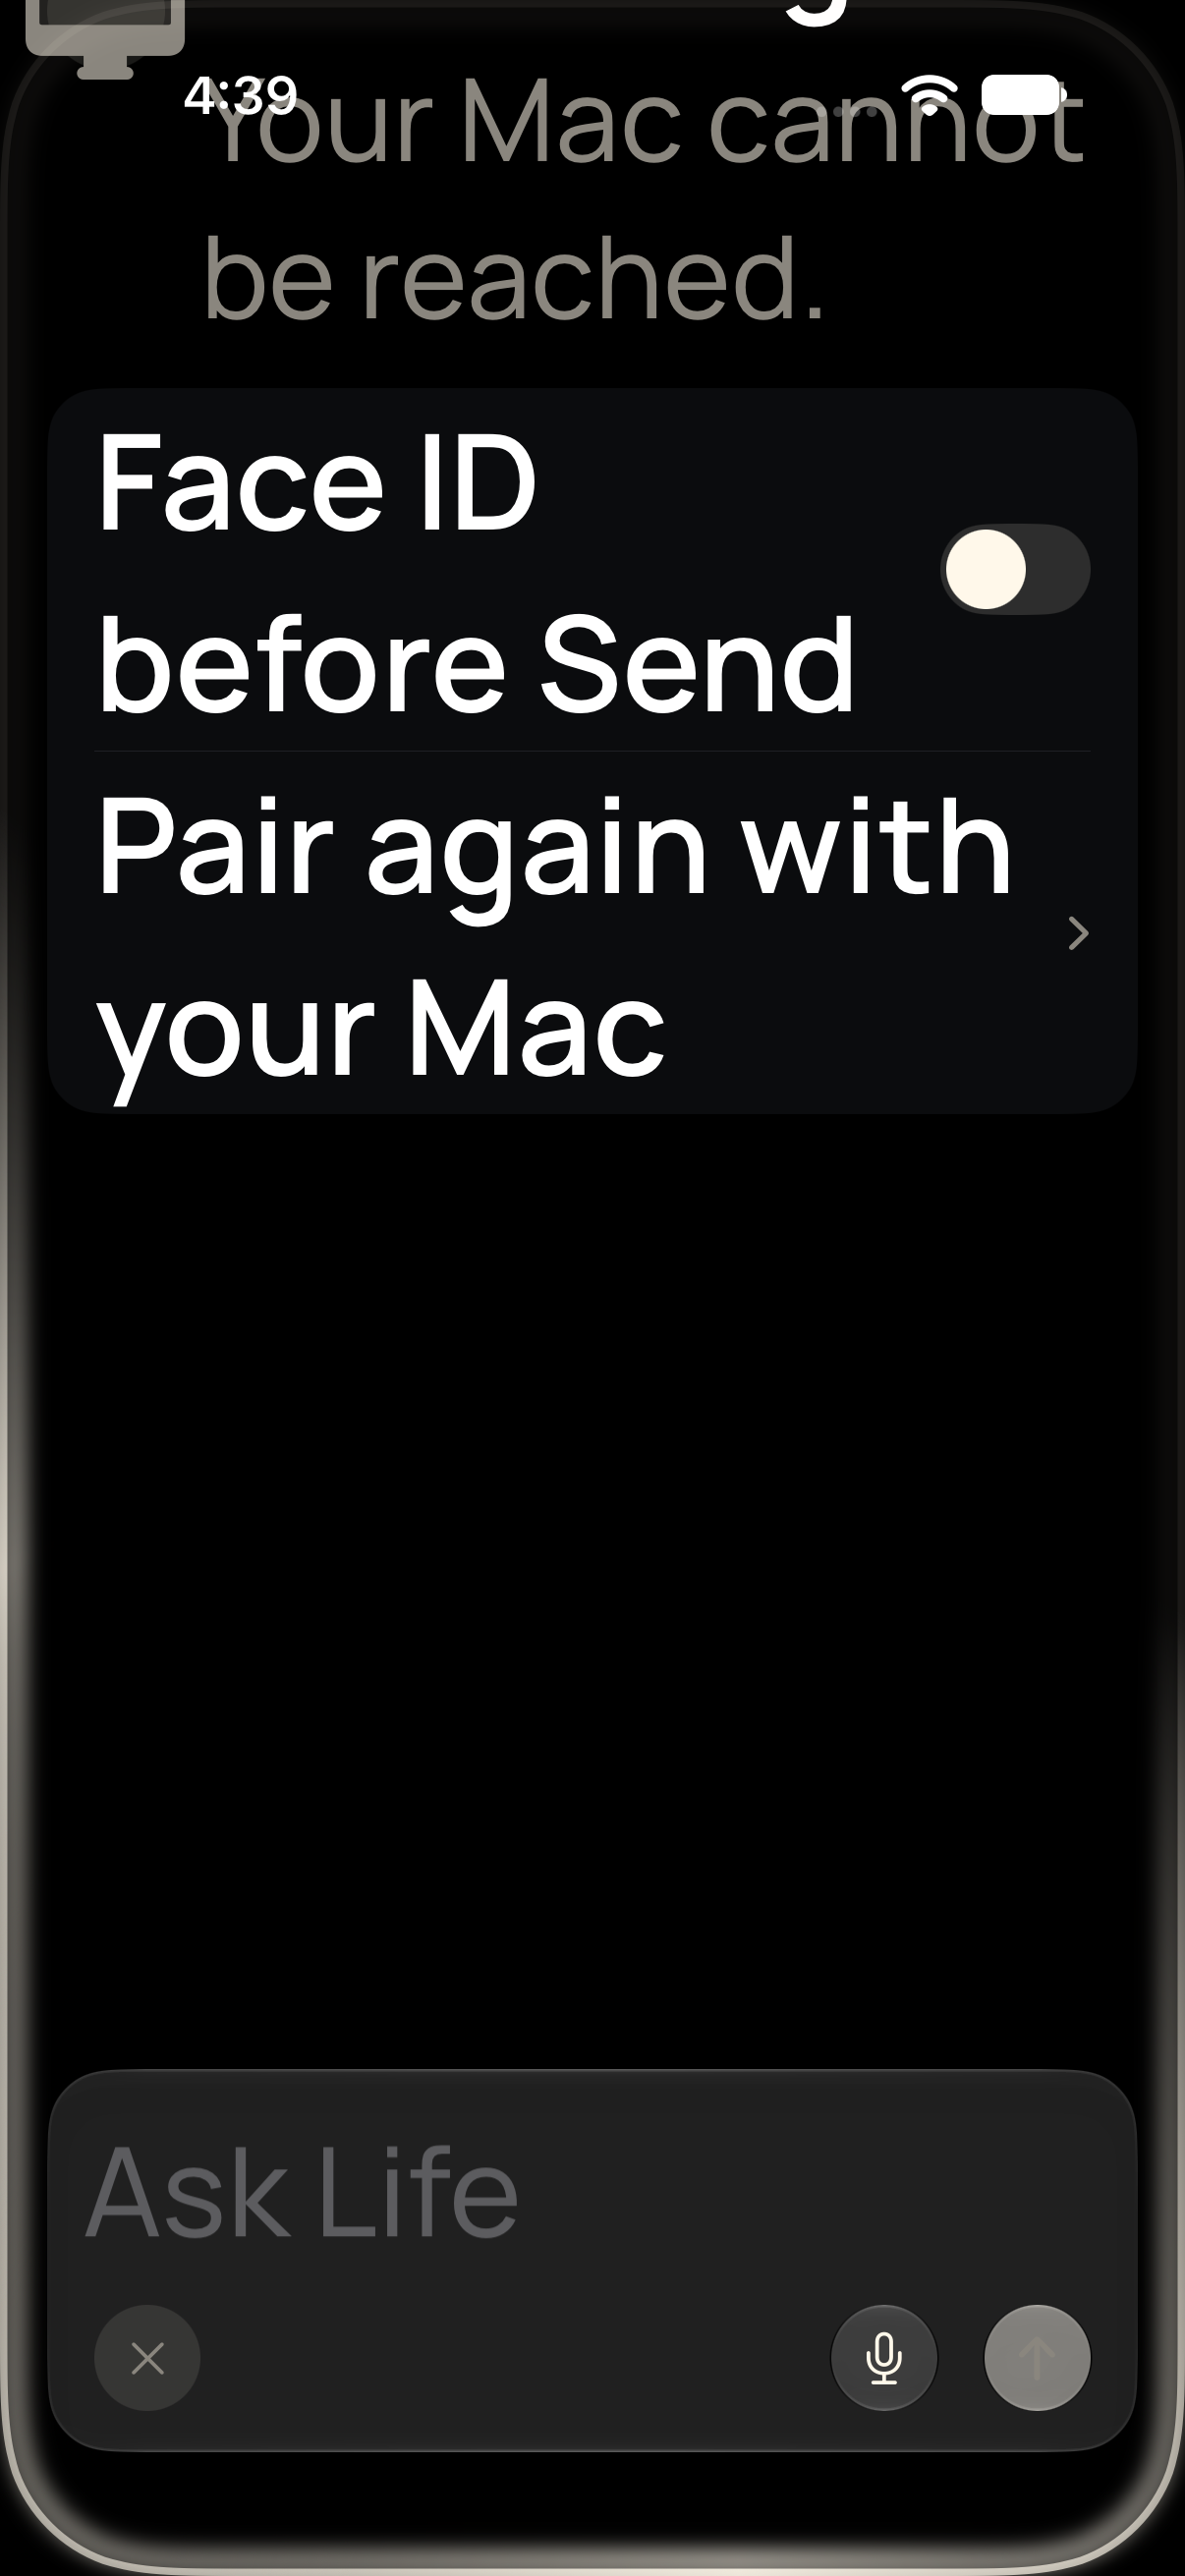 4:39
Your Mac cannot
be reached.
Face ID
before Send
Pair again with
your Mac
Ask Life